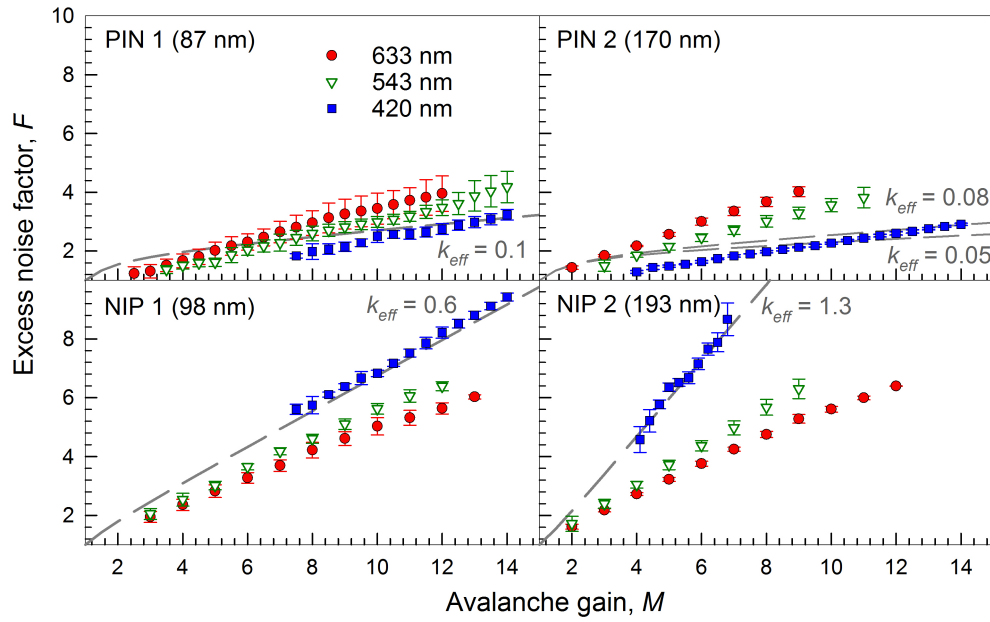 Excess noise factor, F
10
8
6
4
2
PIN 1 (87 nm)
633 nm
543 nm
420 nm
k_eff = 0.1
PIN 2 (170 nm)
k_eff = 0.08
k_eff = 0.05
8
6
4
2
NIP 1 (98 nm)
k_eff = 0.6
NIP 2 (193 nm)
k_eff = 1.3
2 4 6 8 10 12 14
2 4 6 8 10 12 14
Avalanche gain, M